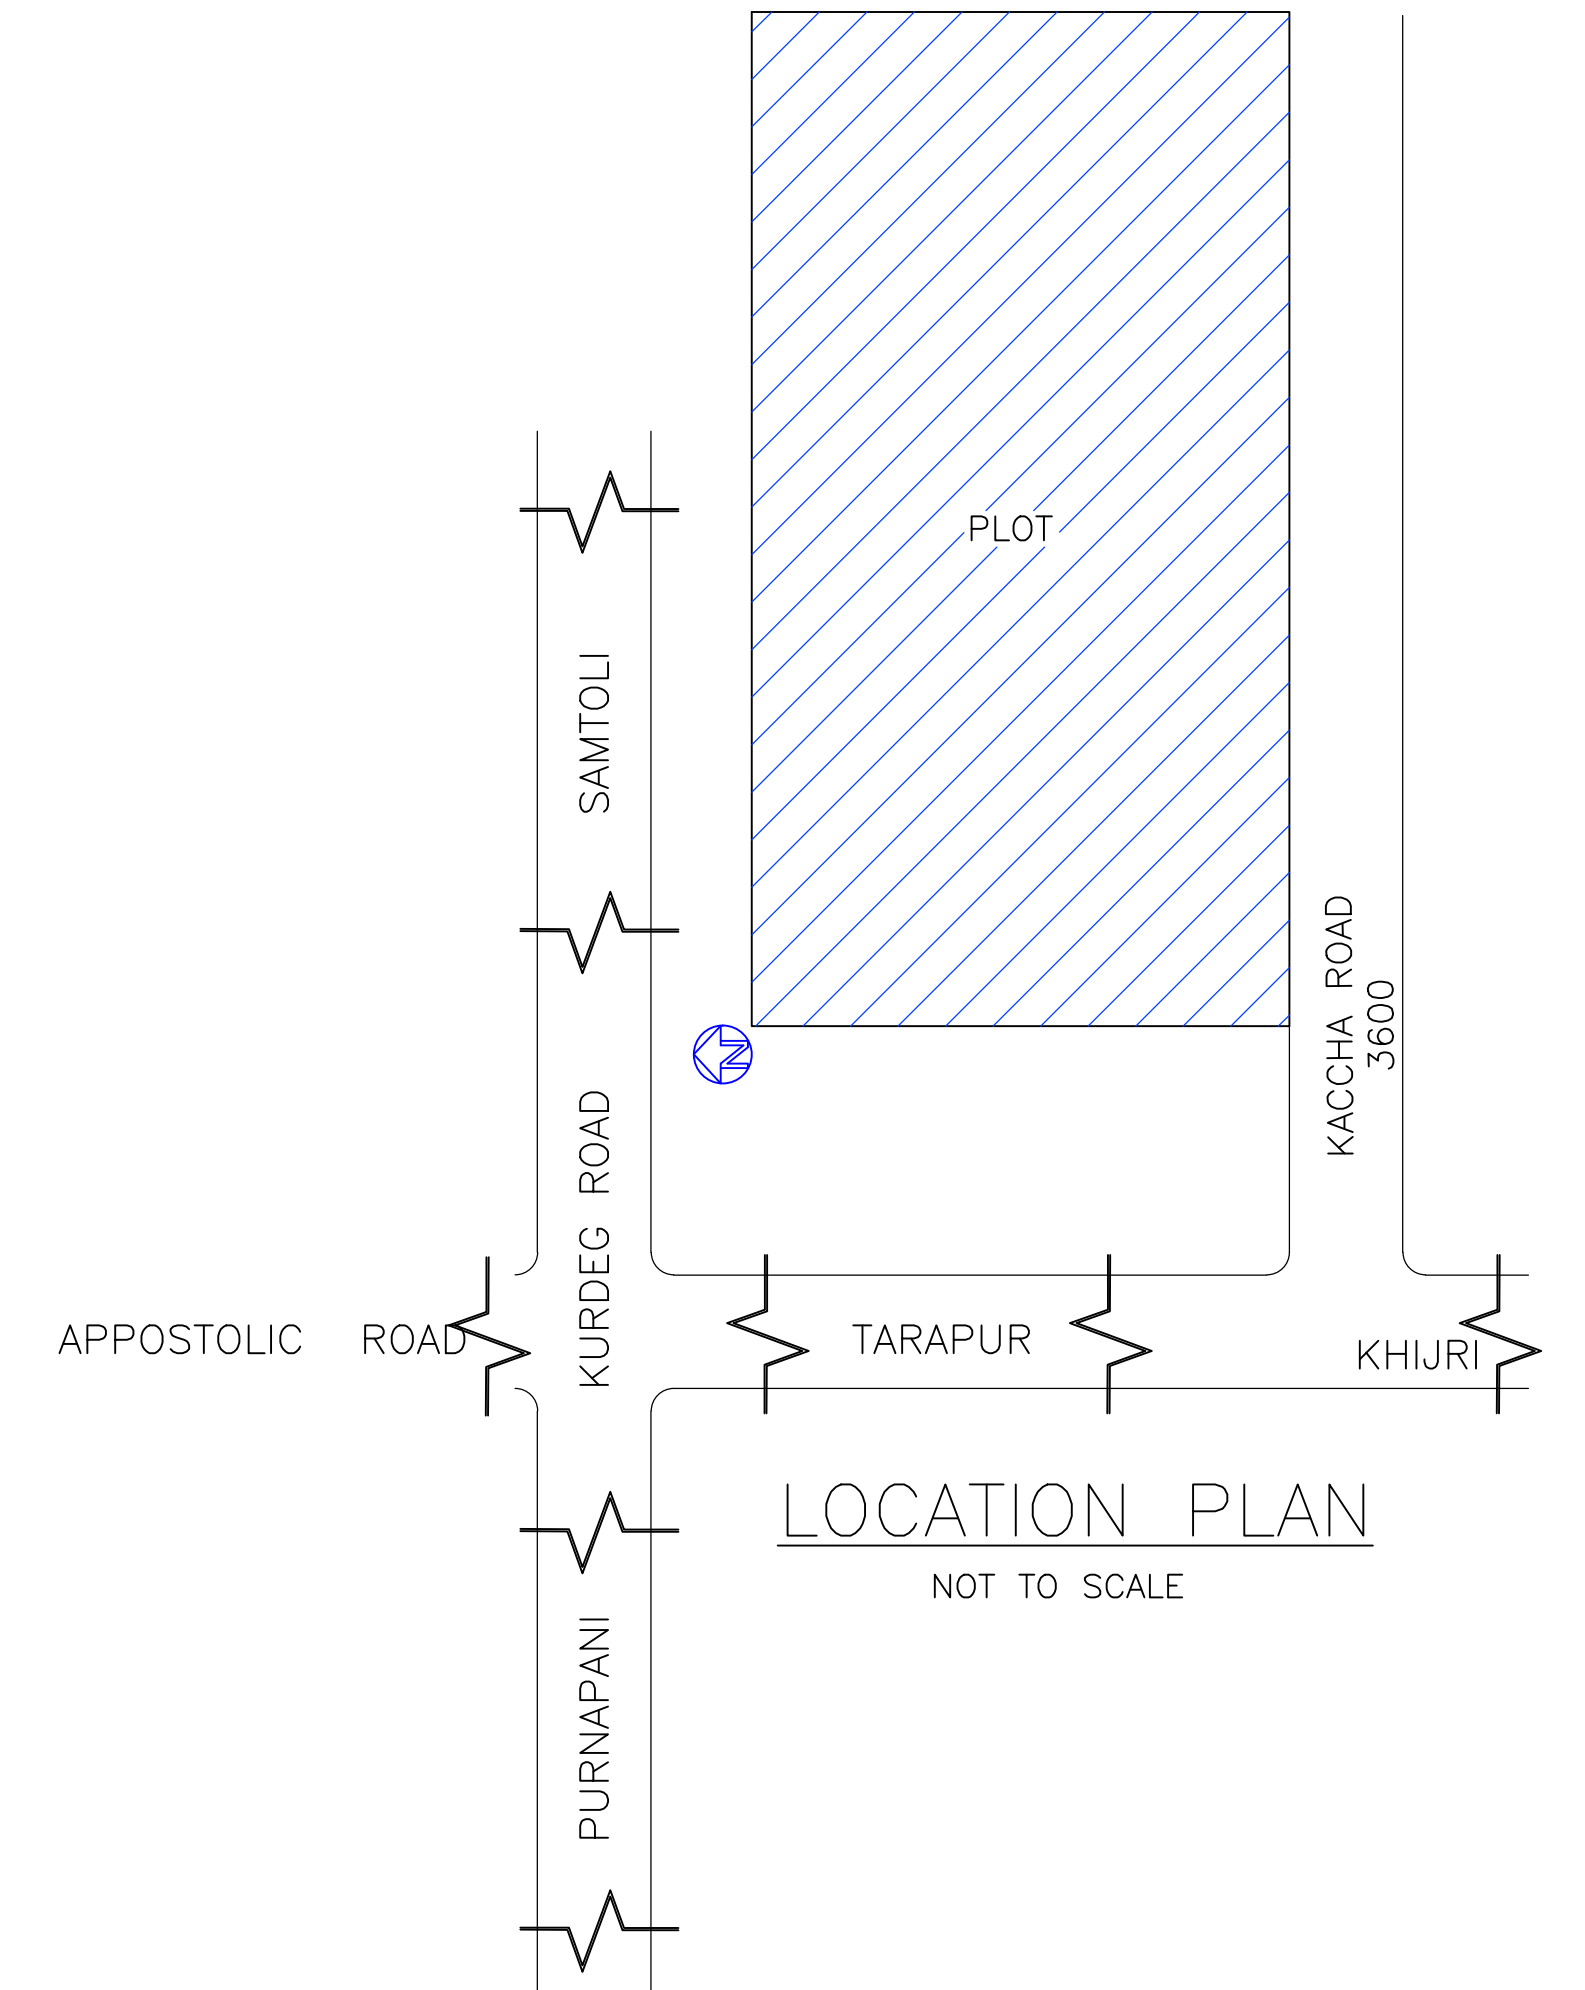 PLOT
SAMTOLI
KACCHA ROAD
3600
N
KURDEG ROAD
APPOSTOLIC ROAD
TARAPUR
KHIJRI
LOCATION PLAN
NOT TO SCALE
PURNAPANI